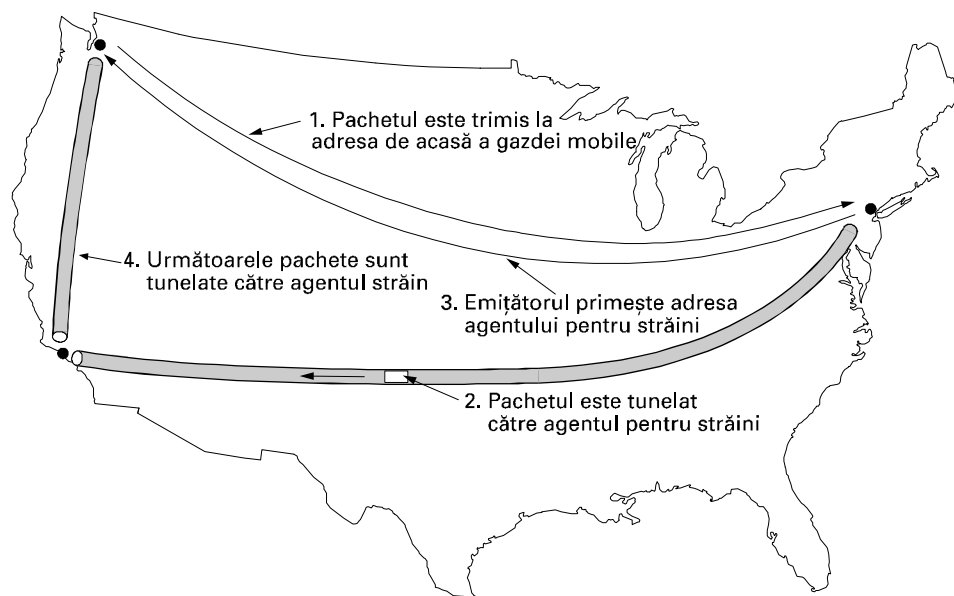 1. Pachetul este trimis la
adresa de acasă a gazdei mobile
4. Următoarele pachete sunt
tunelate către agentul străin
3. Emițătorul primește adresa
agentului pentru străini
2. Pachetul este tunelat
către agentul pentru străini